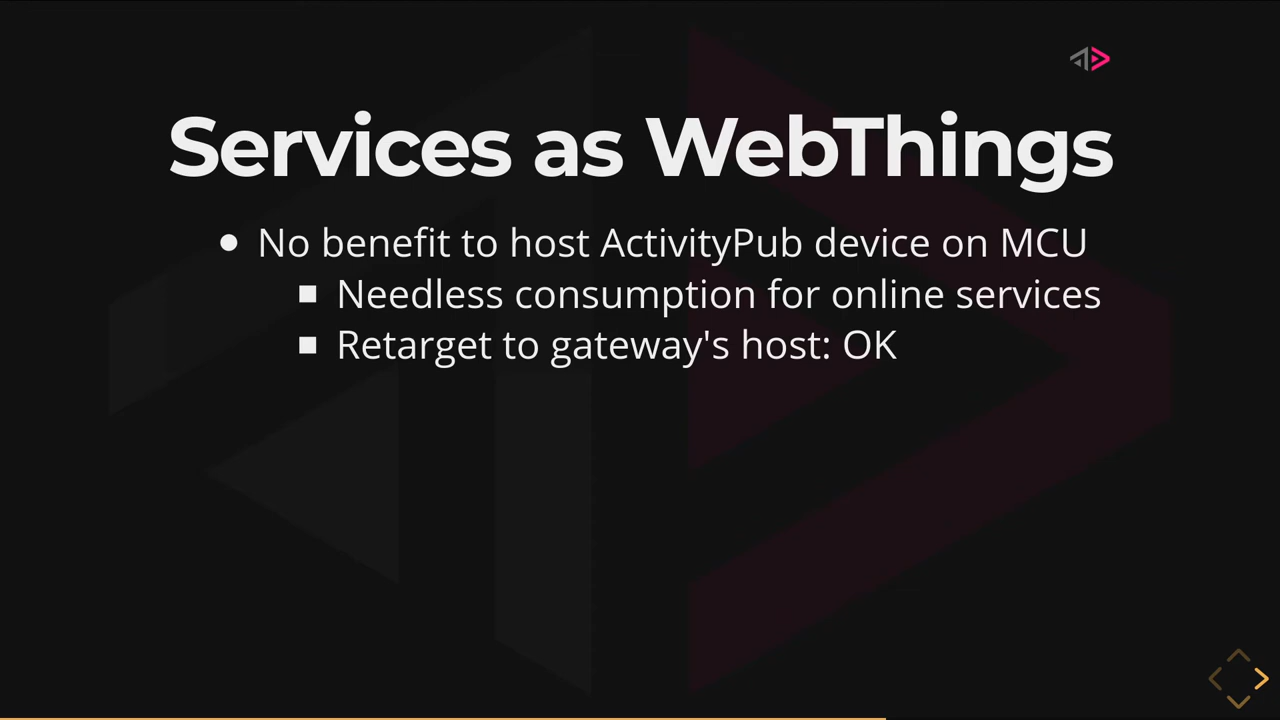 Services as WebThings
No benefit to host ActivityPub device on MCU
Needless consumption for online services
Retarget to gateway's host: OK